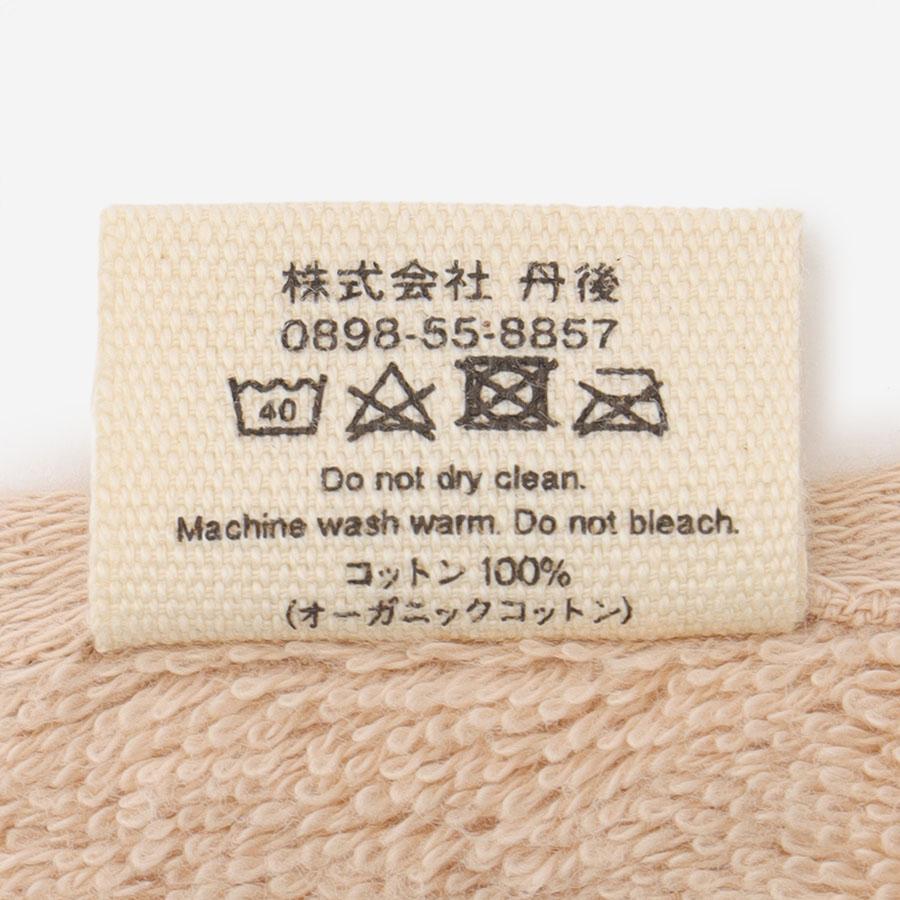 株式会社 丹後
0898-55-8857
40
Do not dry clean.
Machine wash warm. Do not bleach.
コットン 100%
(オーガニックコットン)